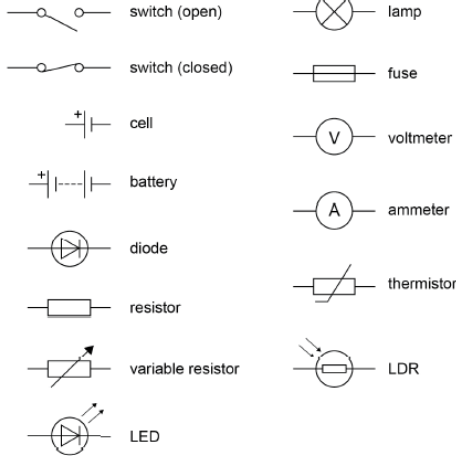 switch (open)
switch (closed)
+
cell
+
battery
diode
resistor
variable resistor
LED
lamp
fuse
V
voltmeter
A
ammeter
thermistor
LDR